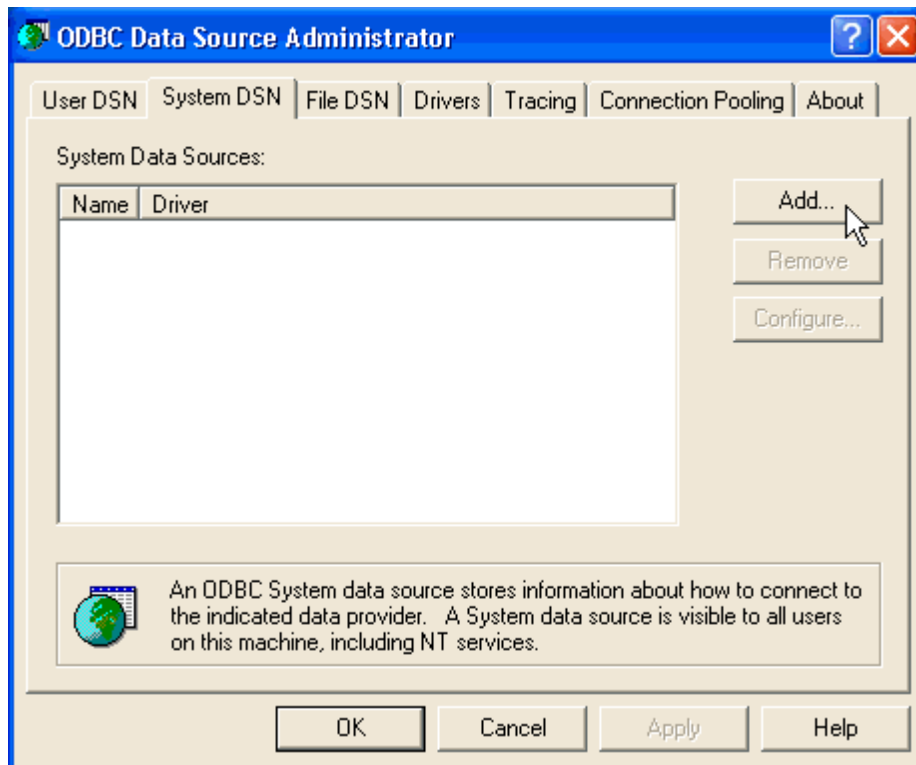 ODBC Data Source Administrator
?
User DSN System DSN File DSN Drivers Tracing Connection Pooling About
System Data Sources:
Name Driver
Add...
Remove
Configure...
An ODBC System data source stores information about how to connect to
the indicated data provider. A System data source is visible to all users
on this machine, including NT services.
OK Cancel Apply Help